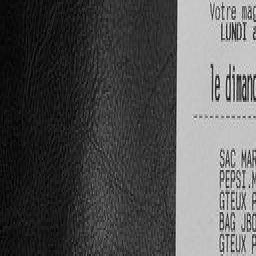 Votre mag
LUNDI a
le dimanc
SAC MAR
PEPSI.M
GTEUX P
BAG JBO
GTEUX P